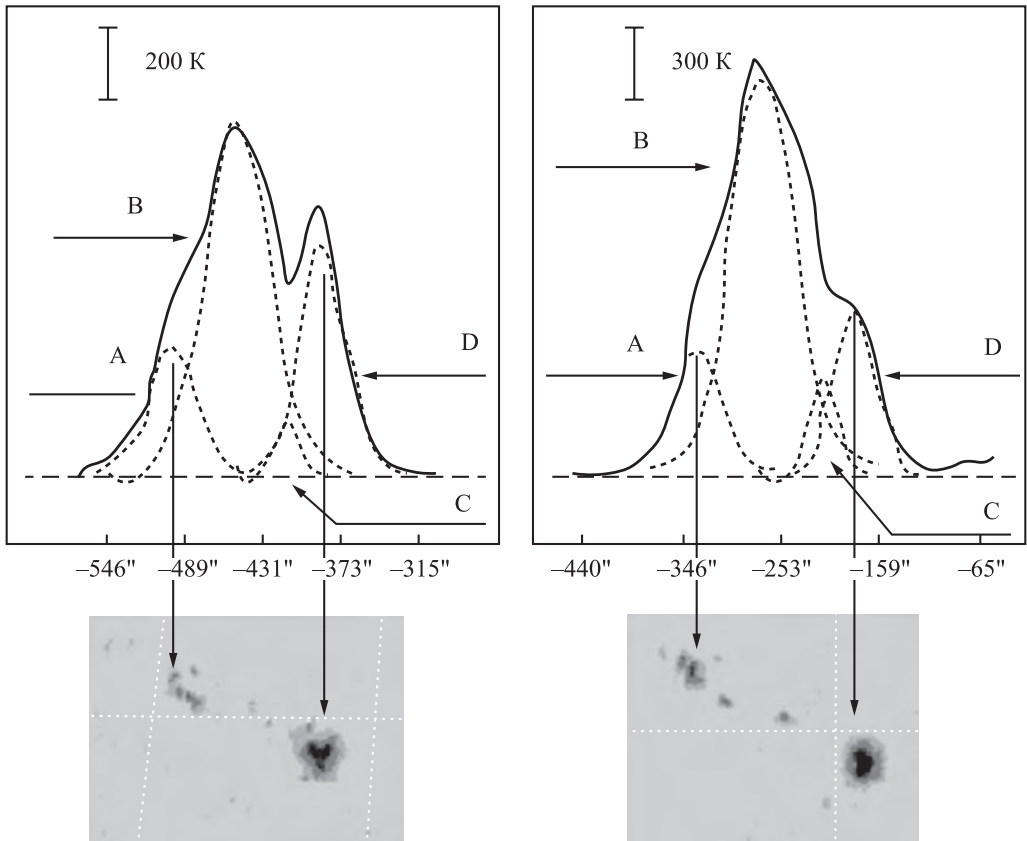 200 K
B
A
D
C
–546" –489" –431" –373" –315"
300 K
B
A
D
C
–440" –346" –253" –159" –65"